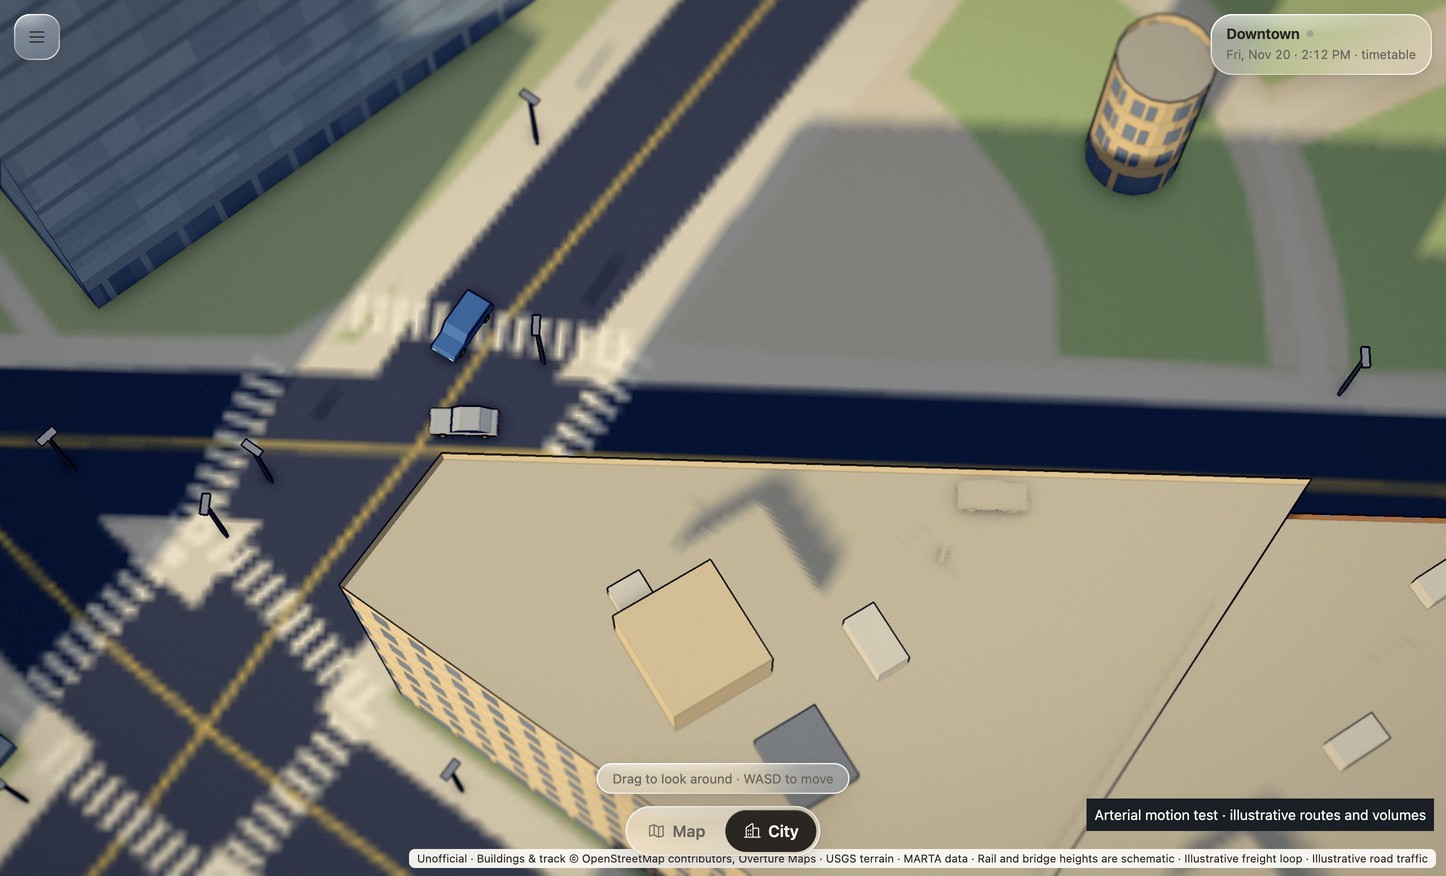 Downtown
Fri, Nov 20 · 2:12 PM · timetable
Drag to look around · WASD to move
Map
City
Arterial motion test · illustrative routes and volumes
Unofficial · Buildings & track © OpenStreetMap contributors, Overture Maps · USGS terrain · MARTA data · Rail and bridge heights are schematic · Illustrative freight loop · Illustrative road traffic